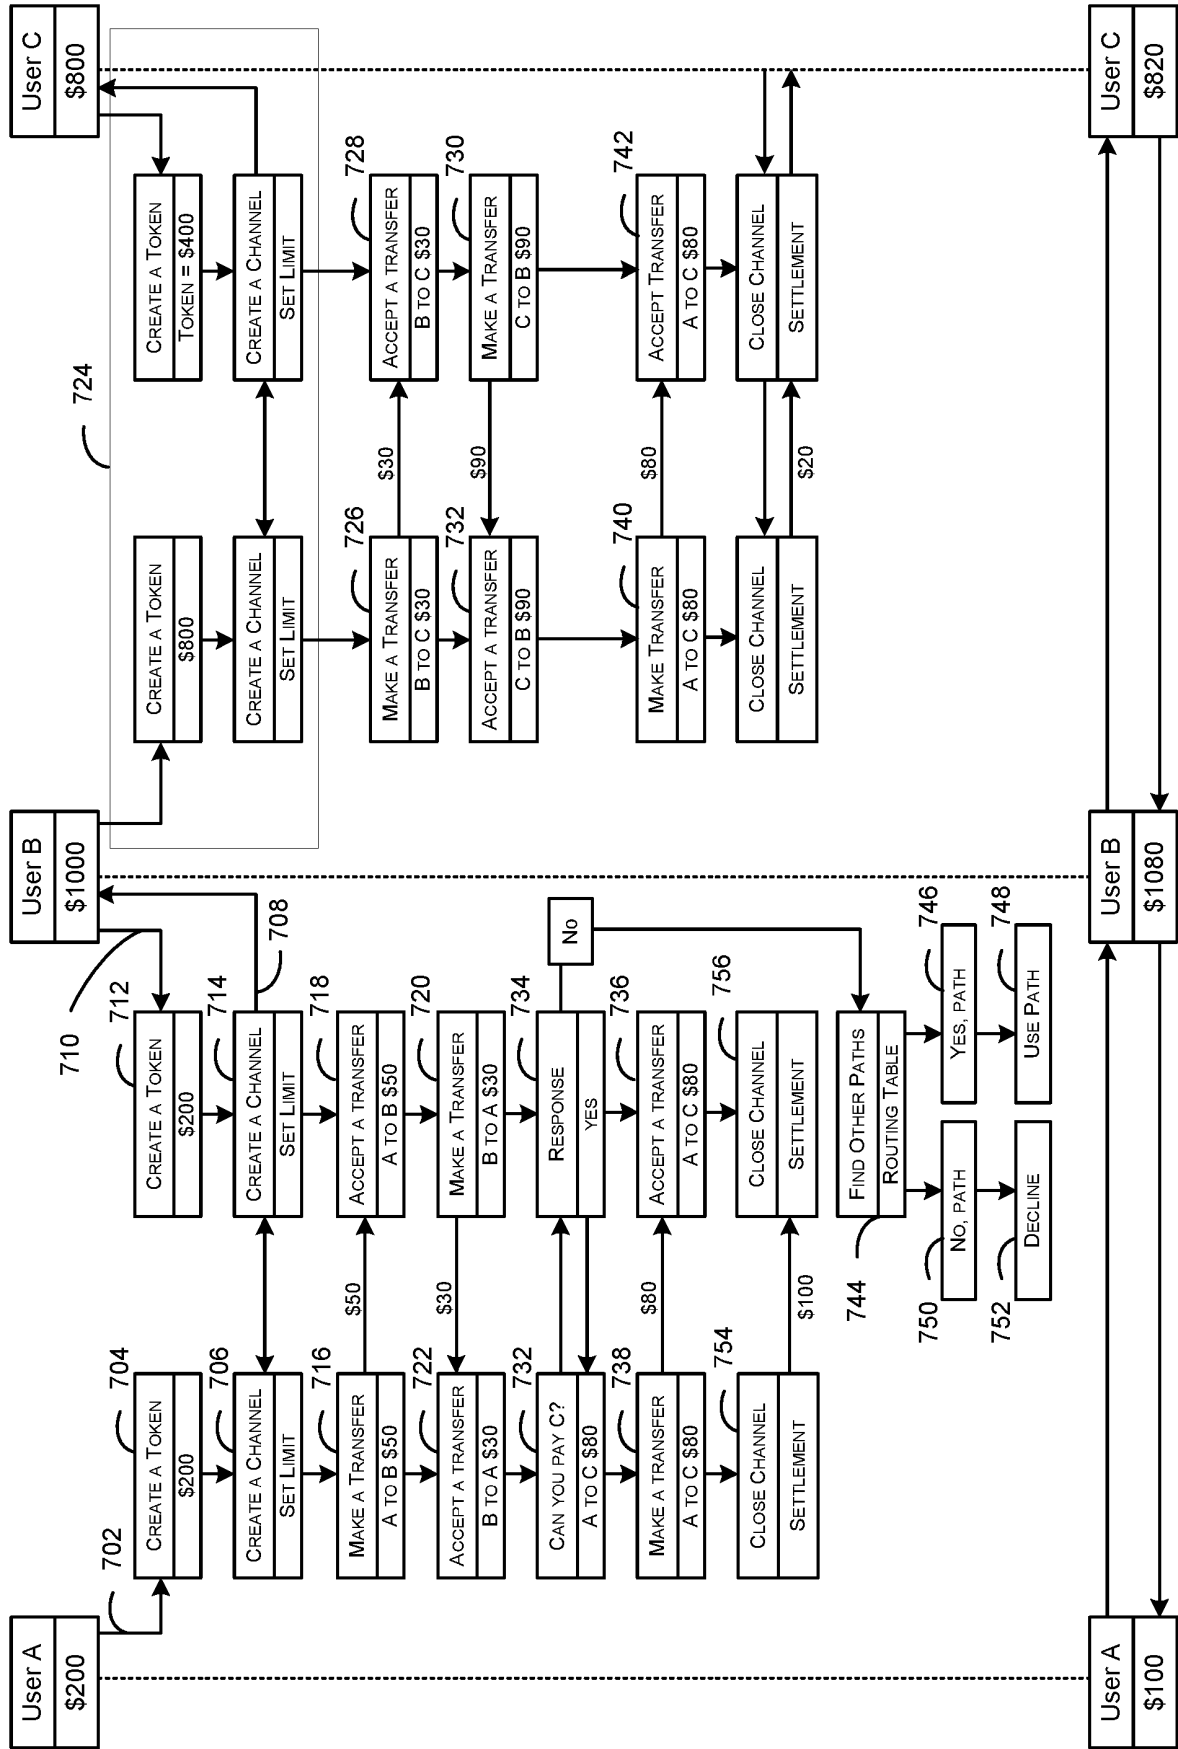 User A
$200
User B
$1000
User C
$800
702
704
CREATE A TOKEN
$200
710
712
CREATE A TOKEN
$200
724
CREATE A TOKEN
$800
CREATE A TOKEN
TOKEN = $400
706
CREATE A CHANNEL
SET LIMIT
714
CREATE A CHANNEL
SET LIMIT
708
CREATE A CHANNEL
SET LIMIT
CREATE A CHANNEL
SET LIMIT
716
MAKE A TRANSFER
A TO B $50
$50
718
ACCEPT A TRANSFER
A TO B $50
726
MAKE A TRANSFER
B TO C $30
$30
728
ACCEPT A TRANSFER
B TO C $30
722
ACCEPT A TRANSFER
B TO A $30
$30
720
MAKE A TRANSFER
B TO A $30
732
ACCEPT A TRANSFER
C TO B $90
$90
730
MAKE A TRANSFER
C TO B $90
732
CAN YOU PAY C?
A TO C $80
734
RESPONSE
YES
NO
738
MAKE A TRANSFER
A TO C $80
$80
736
ACCEPT A TRANSFER
A TO C $80
740
MAKE TRANSFER
A TO C $80
$80
742
ACCEPT TRANSFER
A TO C $80
754
CLOSE CHANNEL
SETTLEMENT
$100
756
CLOSE CHANNEL
SETTLEMENT
CLOSE CHANNEL
SETTLEMENT
$20
CLOSE CHANNEL
SETTLEMENT
744
FIND OTHER PATHS
ROUTING TABLE
750
NO, PATH
746
YES, PATH
752
DECLINE
748
USE PATH
User A
$100
User B
$1080
User C
$820